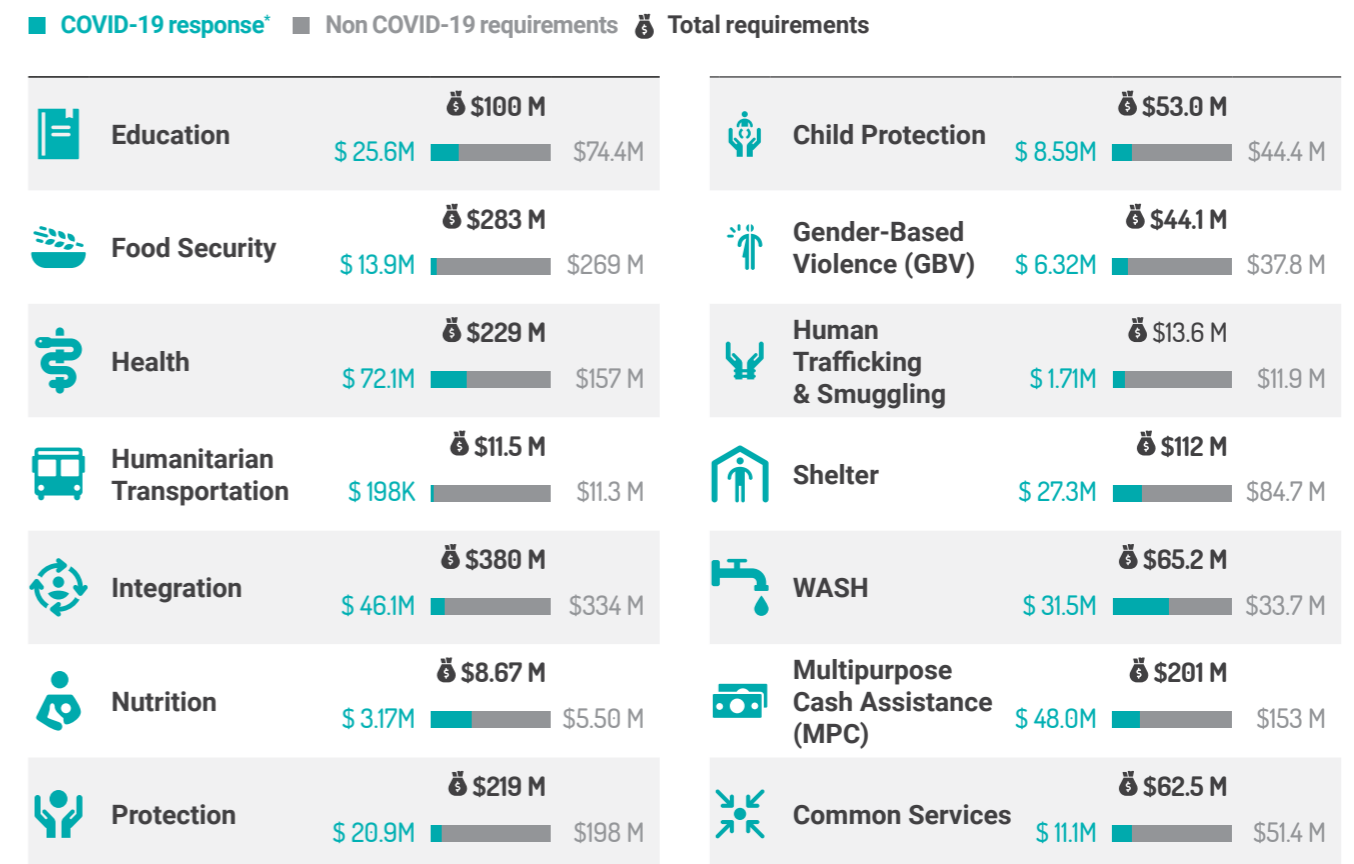 COVID-19 response* Non COVID-19 requirements Total requirements
$100 M
Education
$ 25.6M $74.4M
$283 M
Food Security
$ 13.9M $269 M
$229 M
Health
$ 72.1M $157 M
$11.5 M
Humanitarian
Transportation
$ 198K $11.3 M
$380 M
Integration
$ 46.1M $334 M
$8.67 M
Nutrition
$ 3.17M $5.50 M
$219 M
Protection
$ 20.9M $198 M
$53.0 M
Child Protection
$ 8.59M $44.4 M
$44.1 M
Gender-Based
Violence (GBV)
$ 6.32M $37.8 M
$13.6 M
Human
Trafficking
& Smuggling
$ 1.71M $11.9 M
$112 M
Shelter
$ 27.3M $84.7 M
$65.2 M
WASH
$ 31.5M $33.7 M
$201 M
Multipurpose
Cash Assistance
(MPC)
$ 48.0M $153 M
$62.5 M
Common Services
$ 11.1M $51.4 M